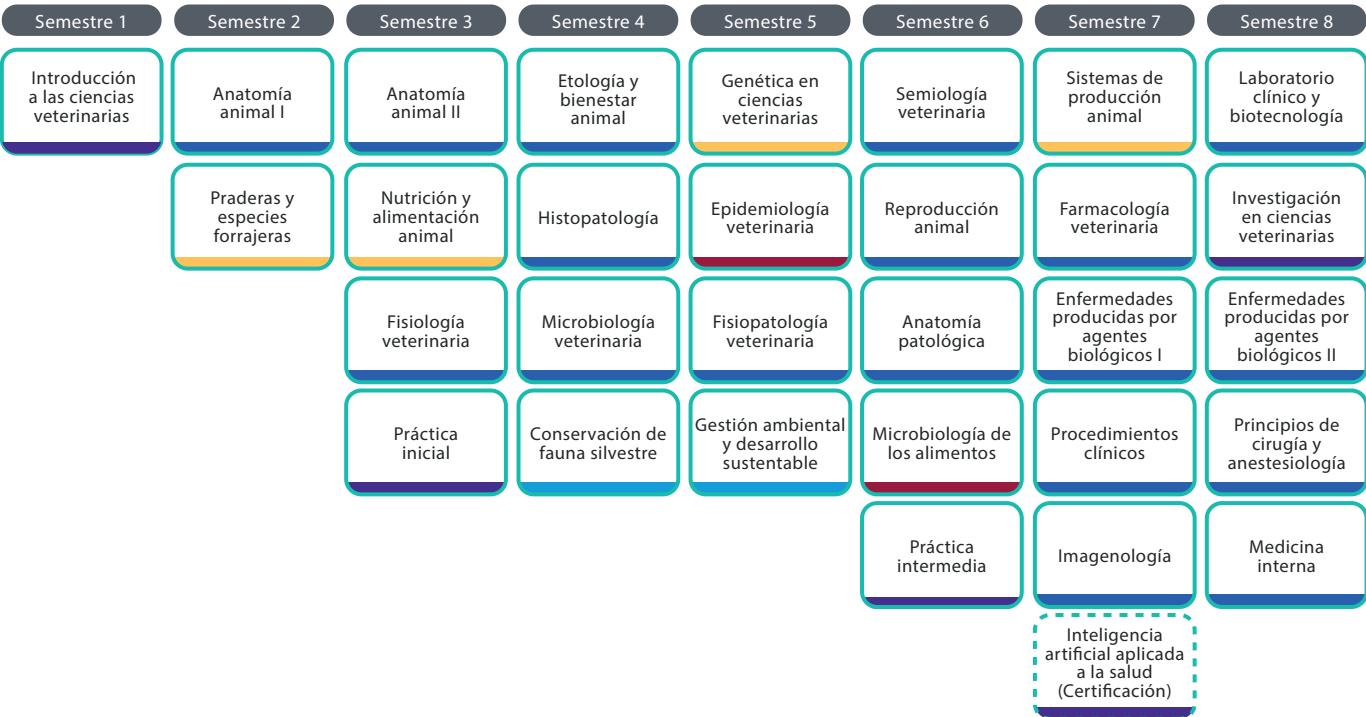 Semestre 1
Semestre 2
Semestre 3
Semestre 4
Semestre 5
Semestre 6
Semestre 7
Semestre 8
Introducción
a las ciencias
veterinarias
Anatomía
animal I
Anatomía
animal II
Etología y
bienestar
animal
Genética en
ciencias
veterinarias
Semiología
veterinaria
Sistemas de
producción
animal
Laboratorio
clínico y
biotecnología
Praderas y
especies
forrajeras
Nutrición y
alimentación
animal
Histopatología
Epidemiología
veterinaria
Reproducción
animal
Farmacología
veterinaria
Investigación
en ciencias
veterinarias
Fisiología
veterinaria
Microbiología
veterinaria
Fisiopatología
veterinaria
Anatomía
patológica
Enfermedades
producidas por
agentes
biológicos I
Enfermedades
producidas por
agentes
biológicos II
Práctica
inicial
Conservación de
fauna silvestre
Gestión ambiental
y desarrollo
sustentable
Microbiología de
los alimentos
Procedimientos
clínicos
Principios de
cirugía y
anestesiología
Práctica
intermedia
Imagenología
Medicina
interna
Inteligencia
artificial aplicada
a la salud
(Certificación)